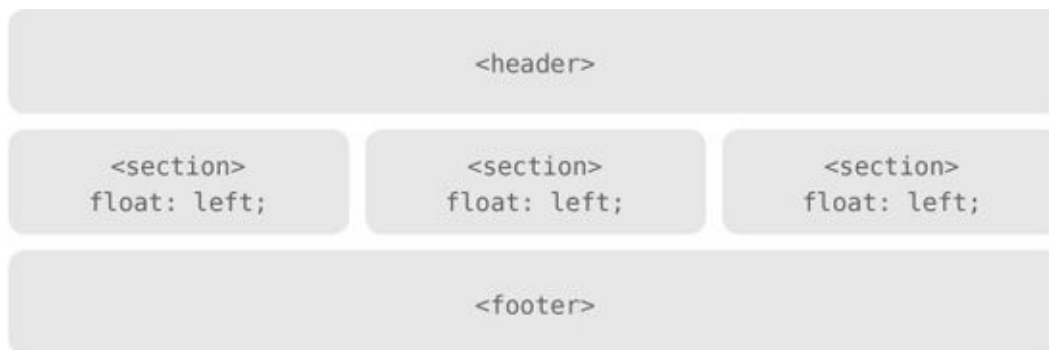 <header>
<section> <section> <section>
float: left; float: left; float: left;
<footer>